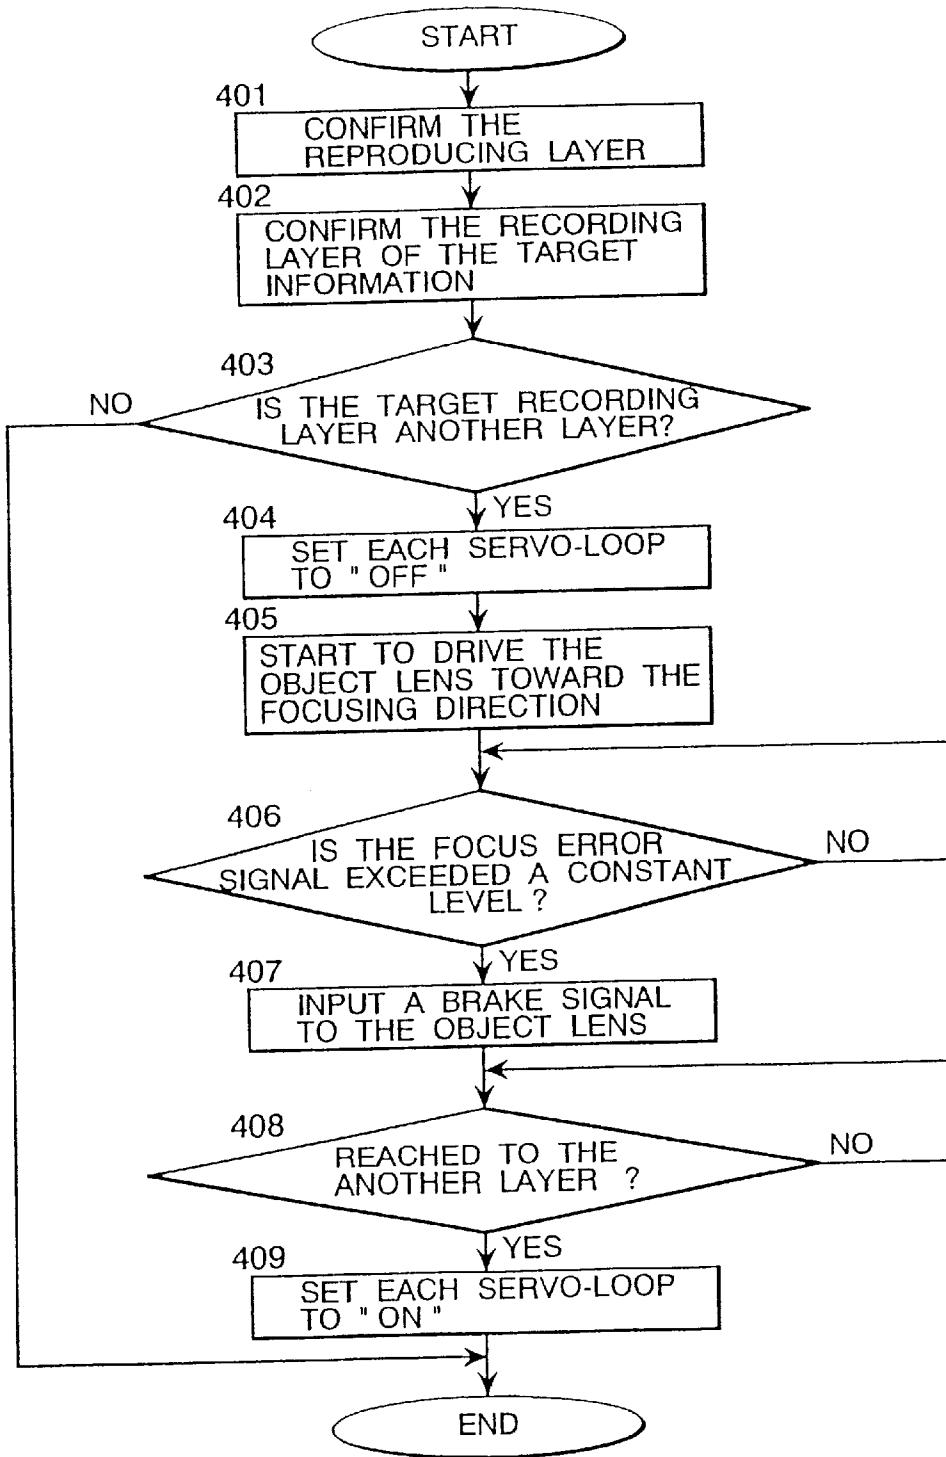 START
401
CONFIRM THE
REPRODUCING LAYER
402
CONFIRM THE RECORDING
LAYER OF THE TARGET
INFORMATION
403
NO
IS THE TARGET RECORDING
LAYER ANOTHER LAYER?
YES
404
SET EACH SERVO-LOOP
TO "OFF"
405
START TO DRIVE THE
OBJECT LENS TOWARD THE
FOCUSING DIRECTION
406
IS THE FOCUS ERROR
SIGNAL EXCEEDED A CONSTANT
LEVEL ?
NO
YES
407
INPUT A BRAKE SIGNAL
TO THE OBJECT LENS
408
REACHED TO THE
ANOTHER LAYER ?
NO
YES
409
SET EACH SERVO-LOOP
TO "ON"
END